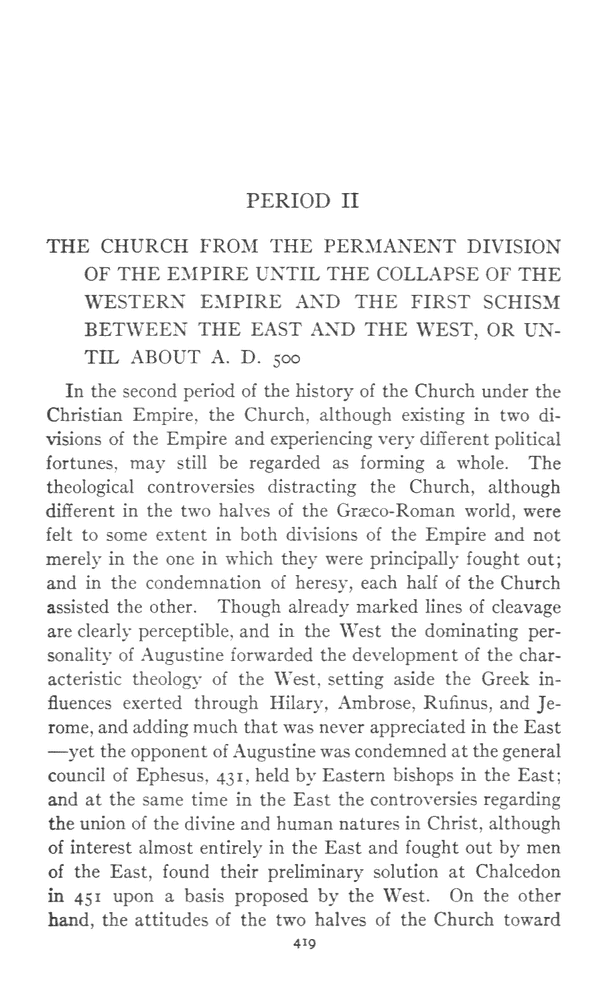 PERIOD II
THE CHURCH FROM THE PERMANENT DIVISION
OF THE EMPIRE UNTIL THE COLLAPSE OF THE
WESTERN EMPIRE AND THE FIRST SCHISM
BETWEEN THE EAST AND THE WEST, OR UN-
TIL ABOUT A. D. 500
In the second period of the history of the Church under the
Christian Empire, the Church, although existing in two di-
visions of the Empire and experiencing very different political
fortunes, may still be regarded as forming a whole. The
theological controversies distracting the Church, although
different in the two halves of the Græco-Roman world, were
felt to some extent in both divisions of the Empire and not
merely in the one in which they were principally fought out;
and in the condemnation of heresy, each half of the Church
assisted the other. Though already marked lines of cleavage
are clearly perceptible, and in the West the dominating per-
sonality of Augustine forwarded the development of the char-
acteristic theology of the West, setting aside the Greek in-
fluences exerted through Hilary, Ambrose, Rufinus, and Je-
rome, and adding much that was never appreciated in the East
—yet the opponent of Augustine was condemned at the general
council of Ephesus, 431, held by Eastern bishops in the East;
and at the same time in the East the controversies regarding
the union of the divine and human natures in Christ, although
of interest almost entirely in the East and fought out by men
of the East, found their preliminary solution at Chalcedon
in 451 upon a basis proposed by the West. On the other
hand, the attitudes of the two halves of the Church toward
419